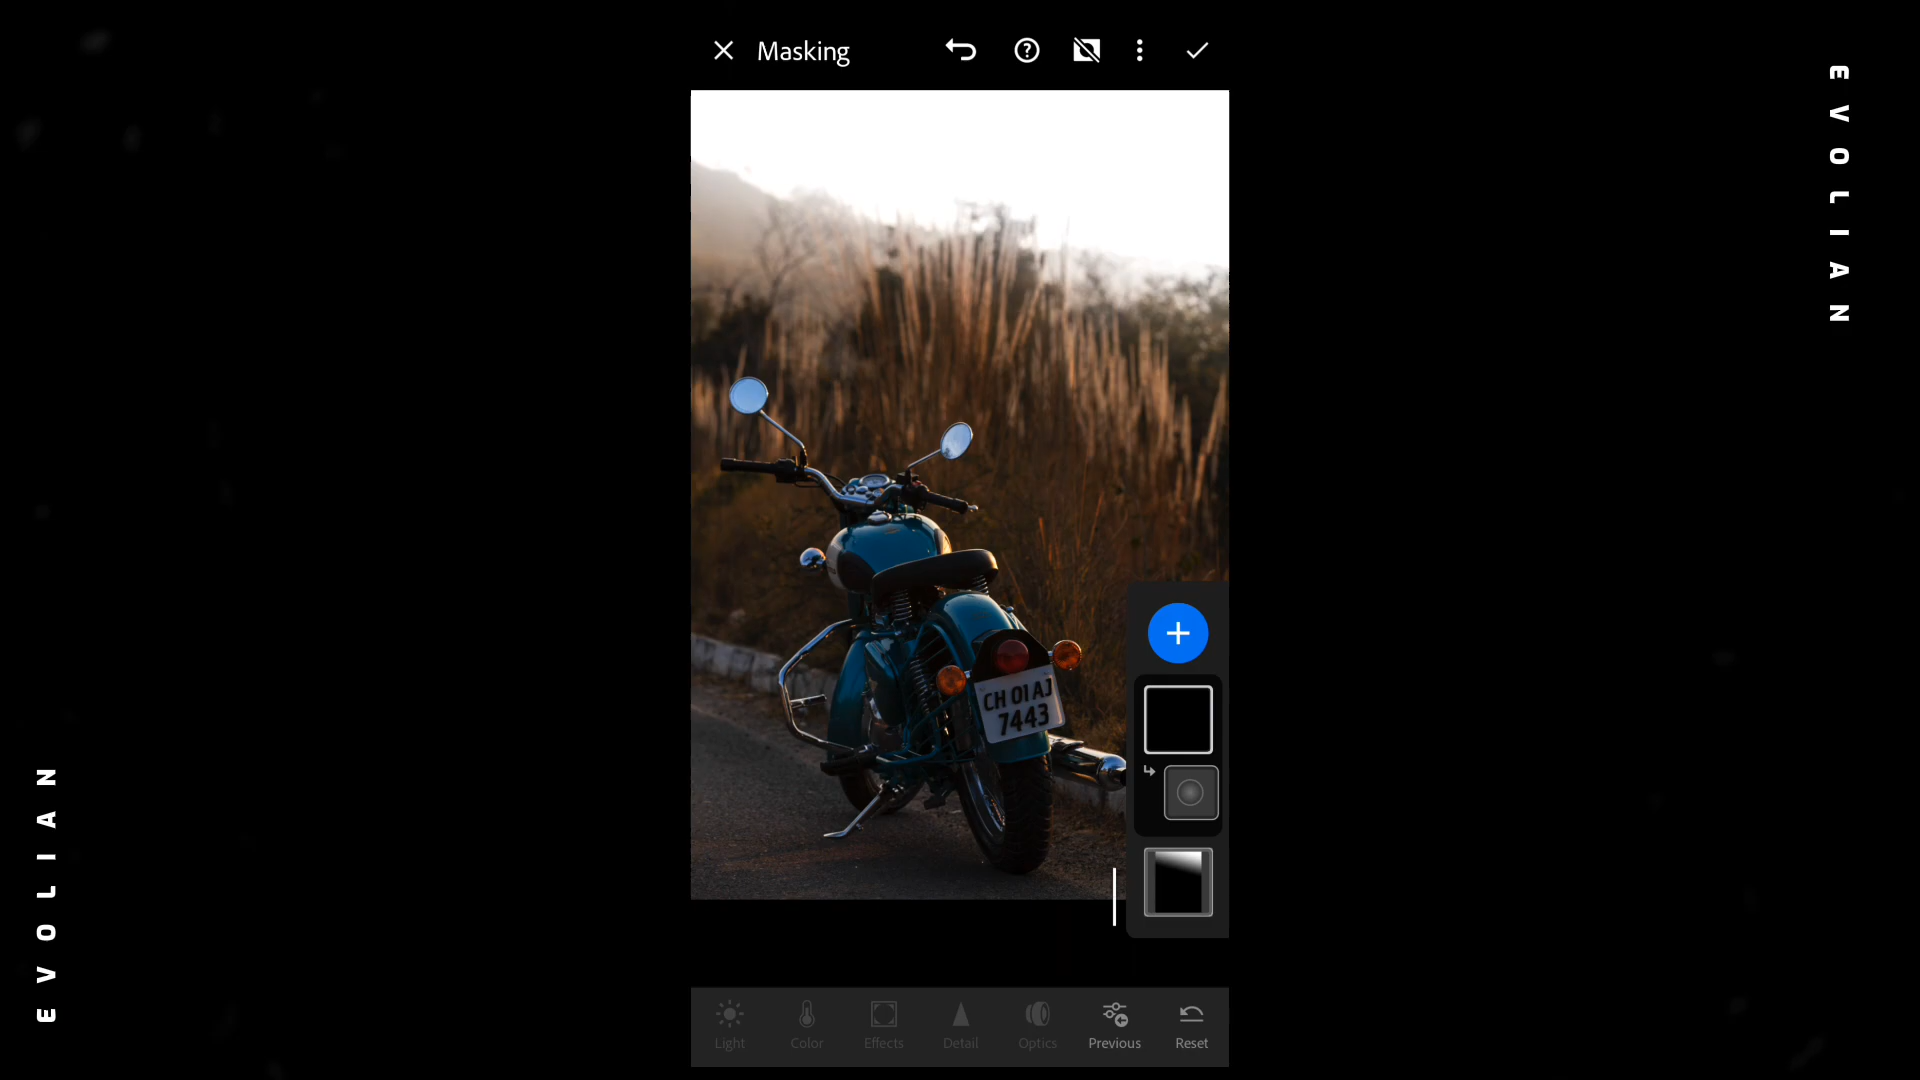 Masking
EVOLIAN
CH 01 AJ
7443
EVOLIAN
Light Color Effects Detail Optics Previous Reset